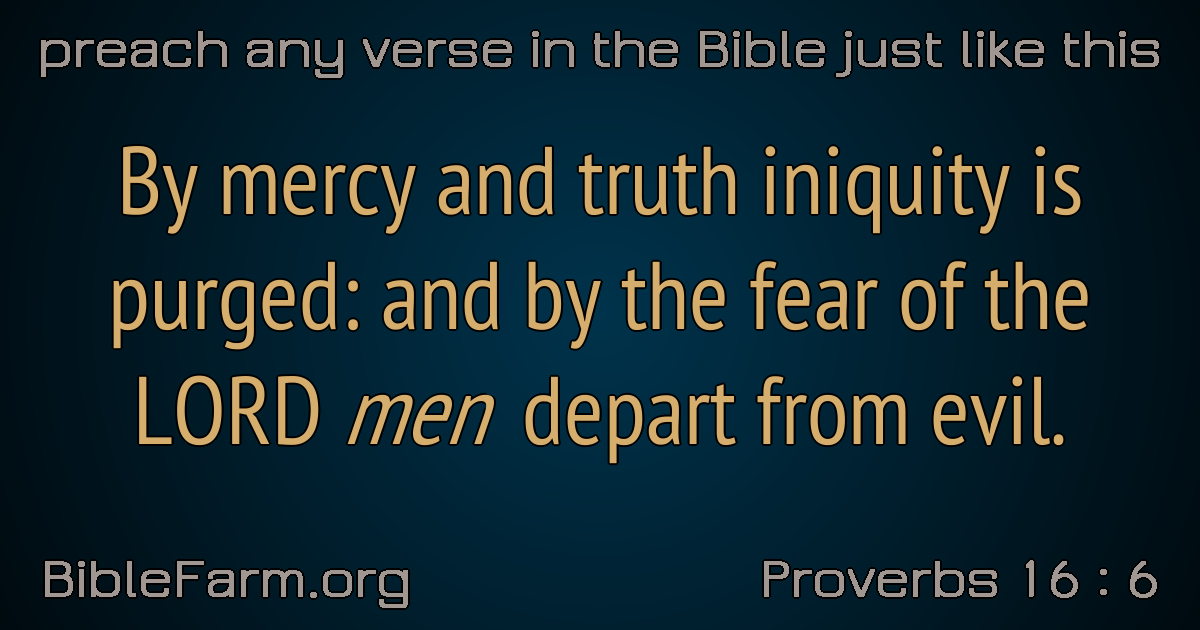 preach any verse in the Bible just like this
By mercy and truth iniquity is
purged: and by the fear of the
LORD men depart from evil.
BibleFarm.org
Proverbs 16 : 6